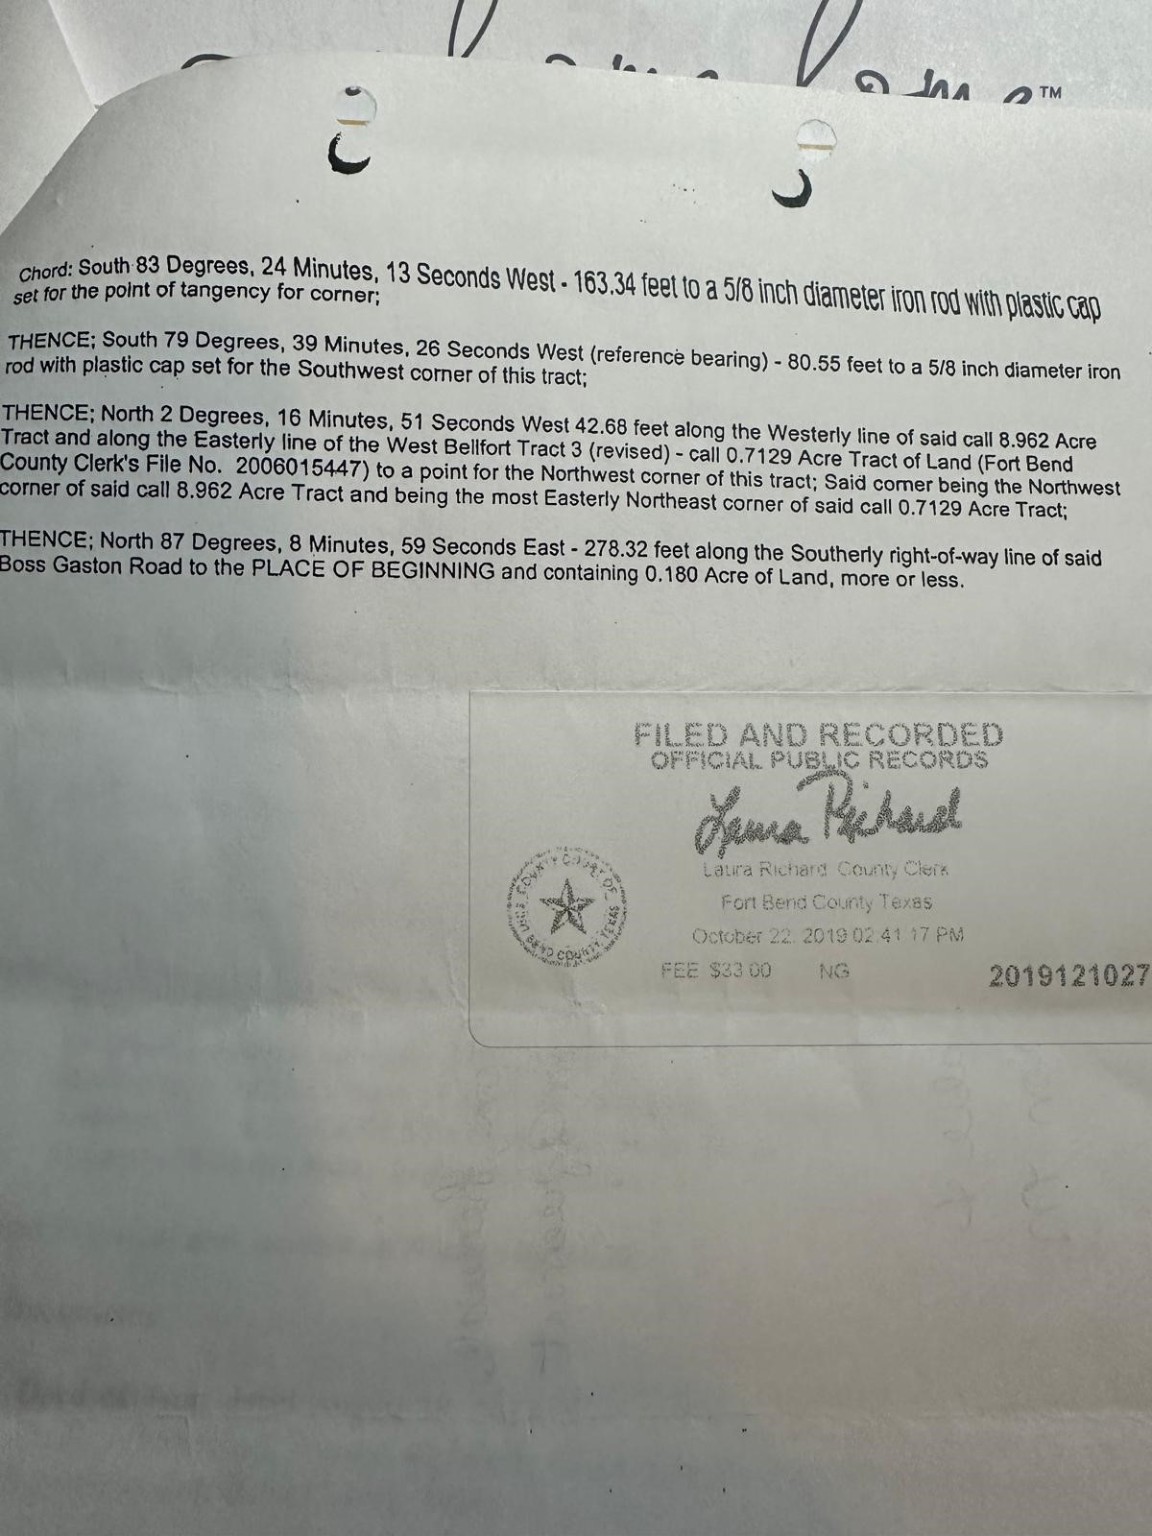 TM
Chord: South 83 Degrees, 24 Minutes, 13 Seconds West - 163.34 feet to a 5/8 inch diameter iron rod with plastic cap
set for the point of tangency for corner;
THENCE; South 79 Degrees, 39 Minutes, 26 Seconds West (reference bearing) - 80.55 feet to a 5/8 inch diameter iron
rod with plastic cap set for the Southwest corner of this tract;
THENCE; North 2 Degrees, 16 Minutes, 51 Seconds West 42.68 feet along the Westerly line of said call 8.962 Acre
Tract and along the Easterly line of the West Bellfort Tract 3 (revised) - call 0.7129 Acre Tract of Land (Fort Bend
County Clerk's File No. 2006015447) to a point for the Northwest corner of this tract; Said corner being the Northwest
corner of said call 8.962 Acre Tract and being the most Easterly Northeast corner of said call 0.7129 Acre Tract;
THENCE; North 87 Degrees, 8 Minutes, 59 Seconds East - 278.32 feet along the Southerly right-of-way line of said
Boss Gaston Road to the PLACE OF BEGINNING and containing 0.180 Acre of Land, more or less.
FILED AND RECORDED
OFFICIAL PUBLIC RECORDS
Laura Richard
Laura Richard County Clerk
Fort Bend County Texas
October 22, 2019 02:41:17 PM
FEE $33.00 NG
2019121027
COUNTY COURT OF
BEND COUNTY, TEXAS